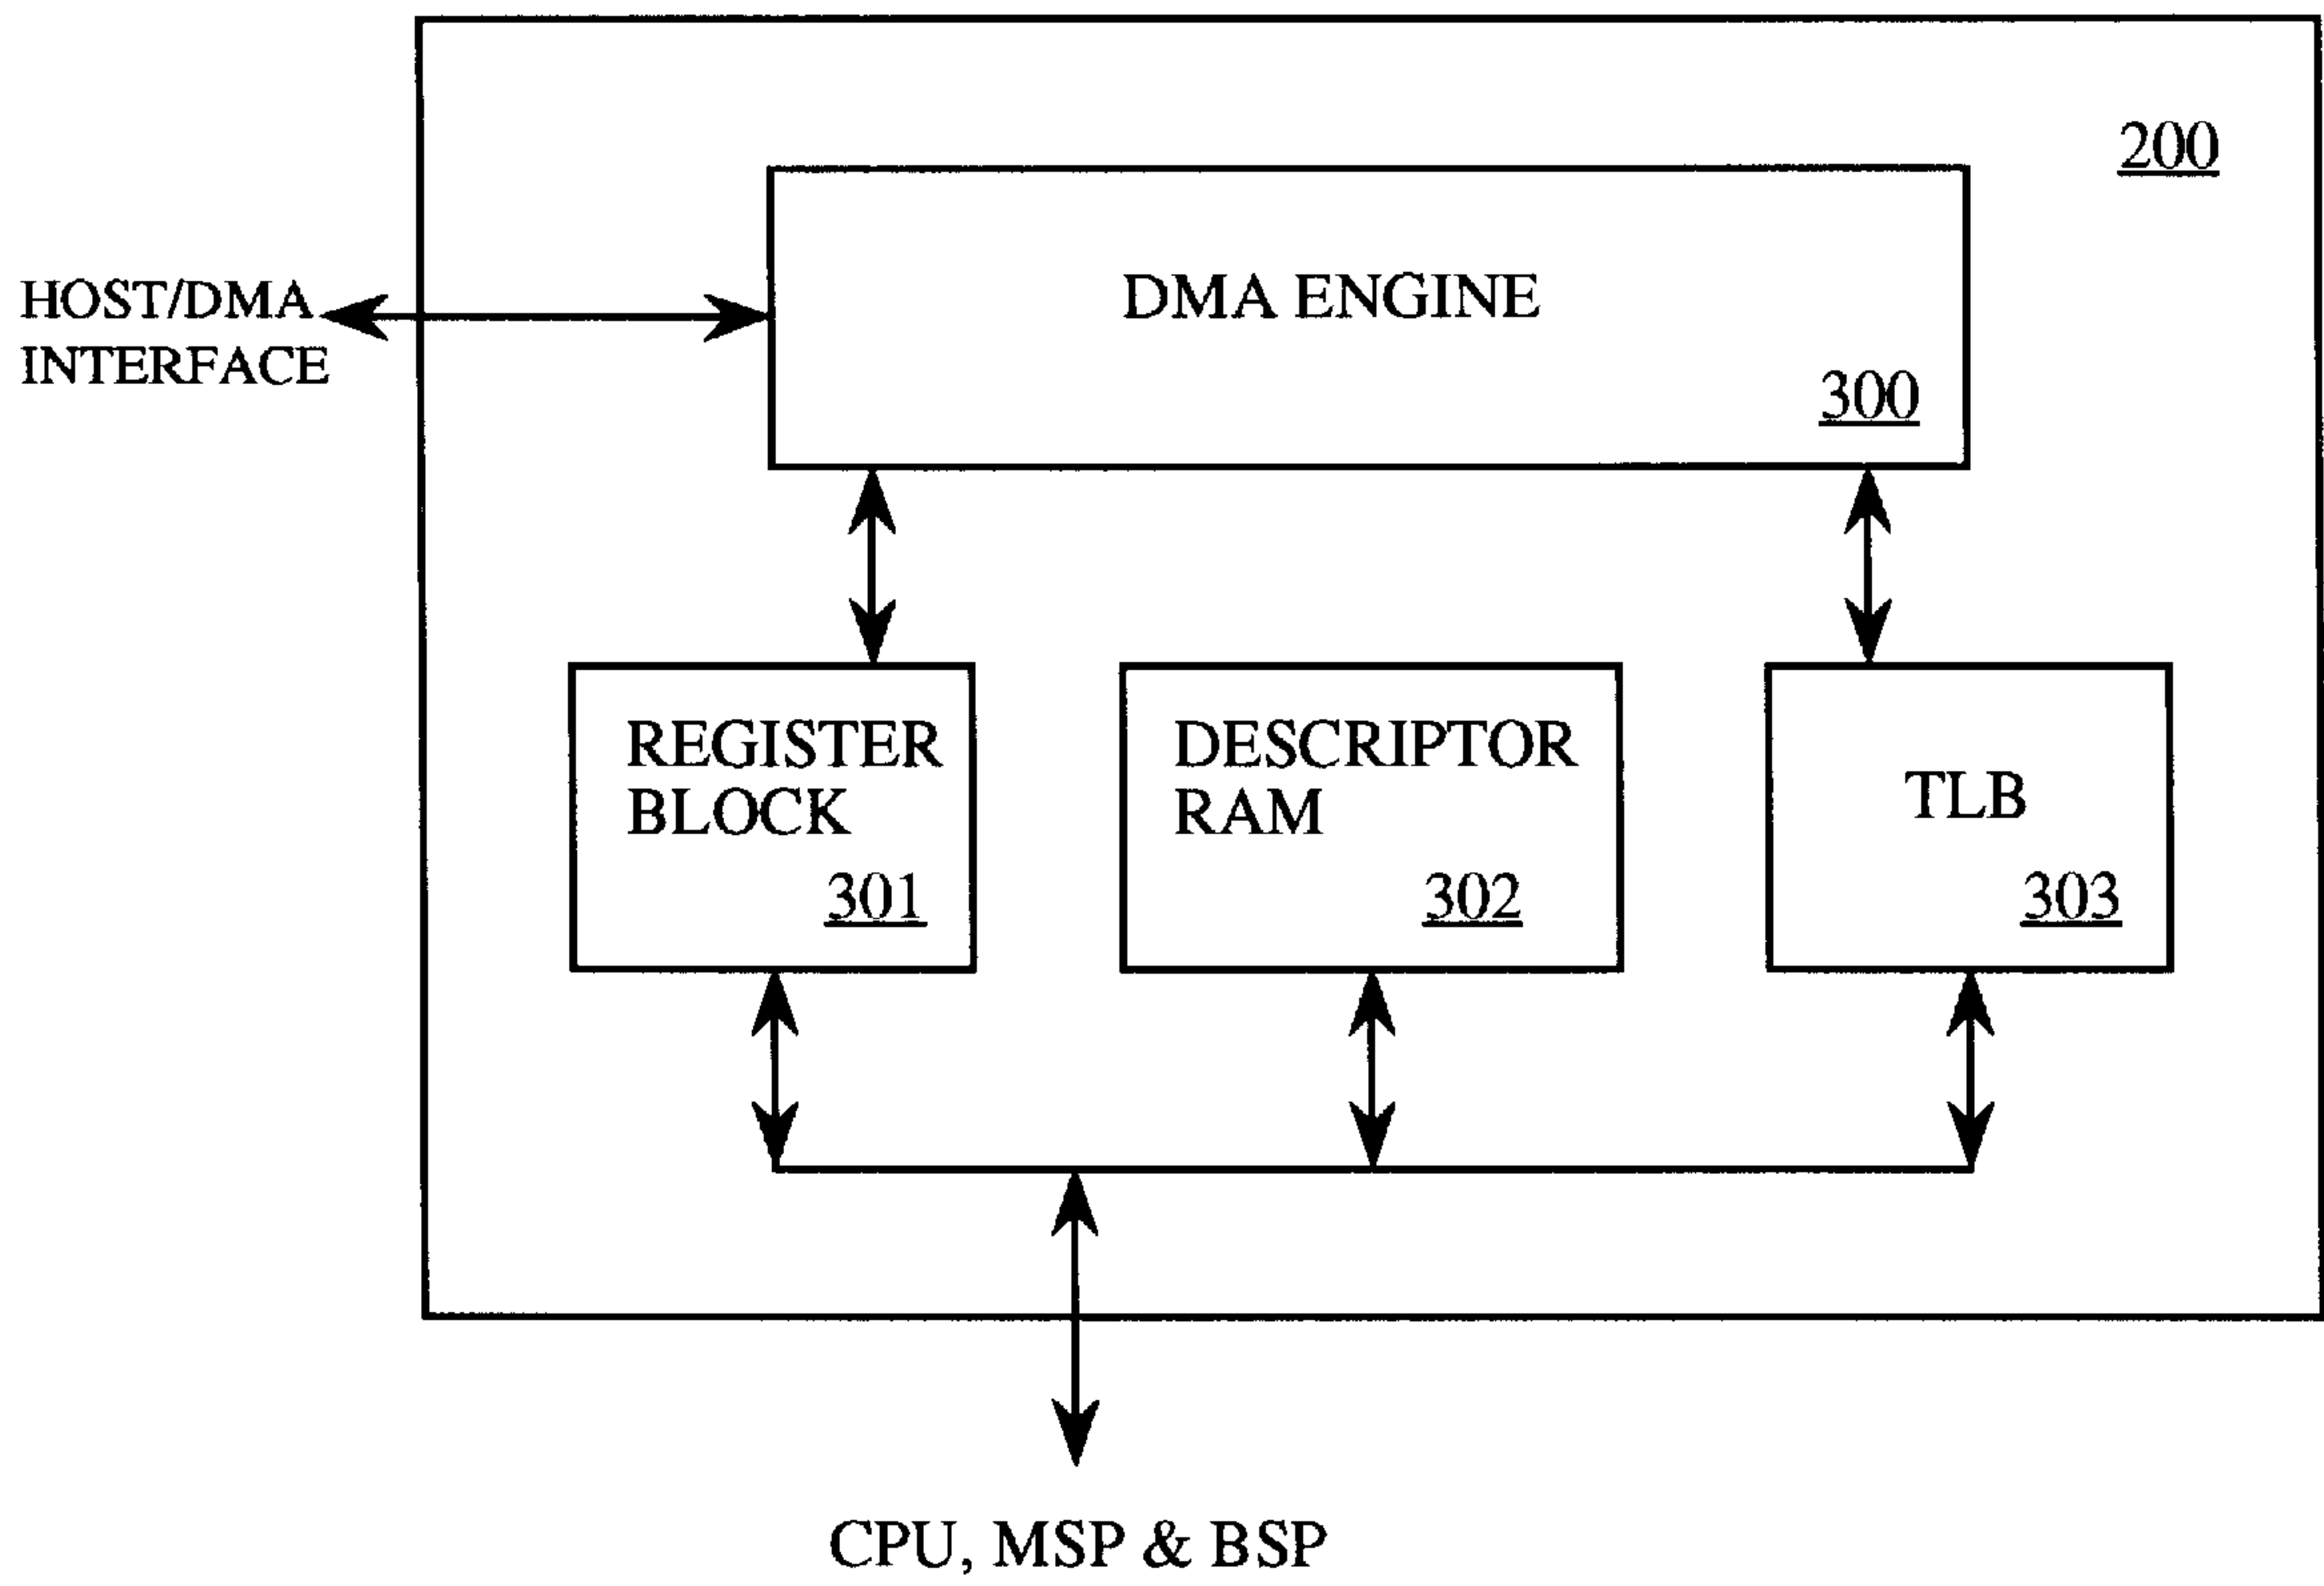 200
DMA ENGINE
300
HOST/DMA
INTERFACE
REGISTER
BLOCK
301
DESCRIPTOR
RAM
302
TLB
303
CPU, MSP & BSP